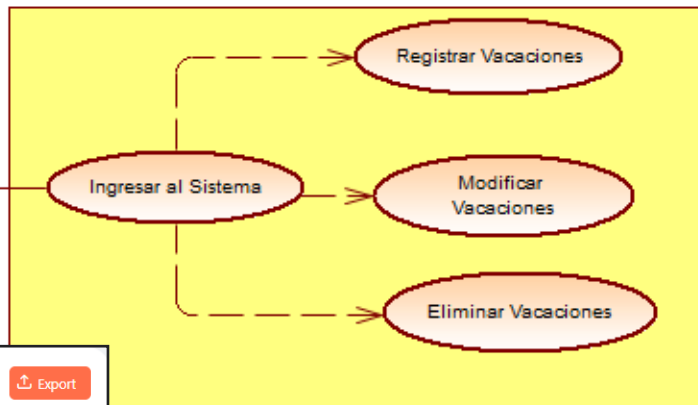 Registrar Vacaciones
Ingresar al Sistema
Modificar
Vacaciones
Eliminar Vacaciones
Export